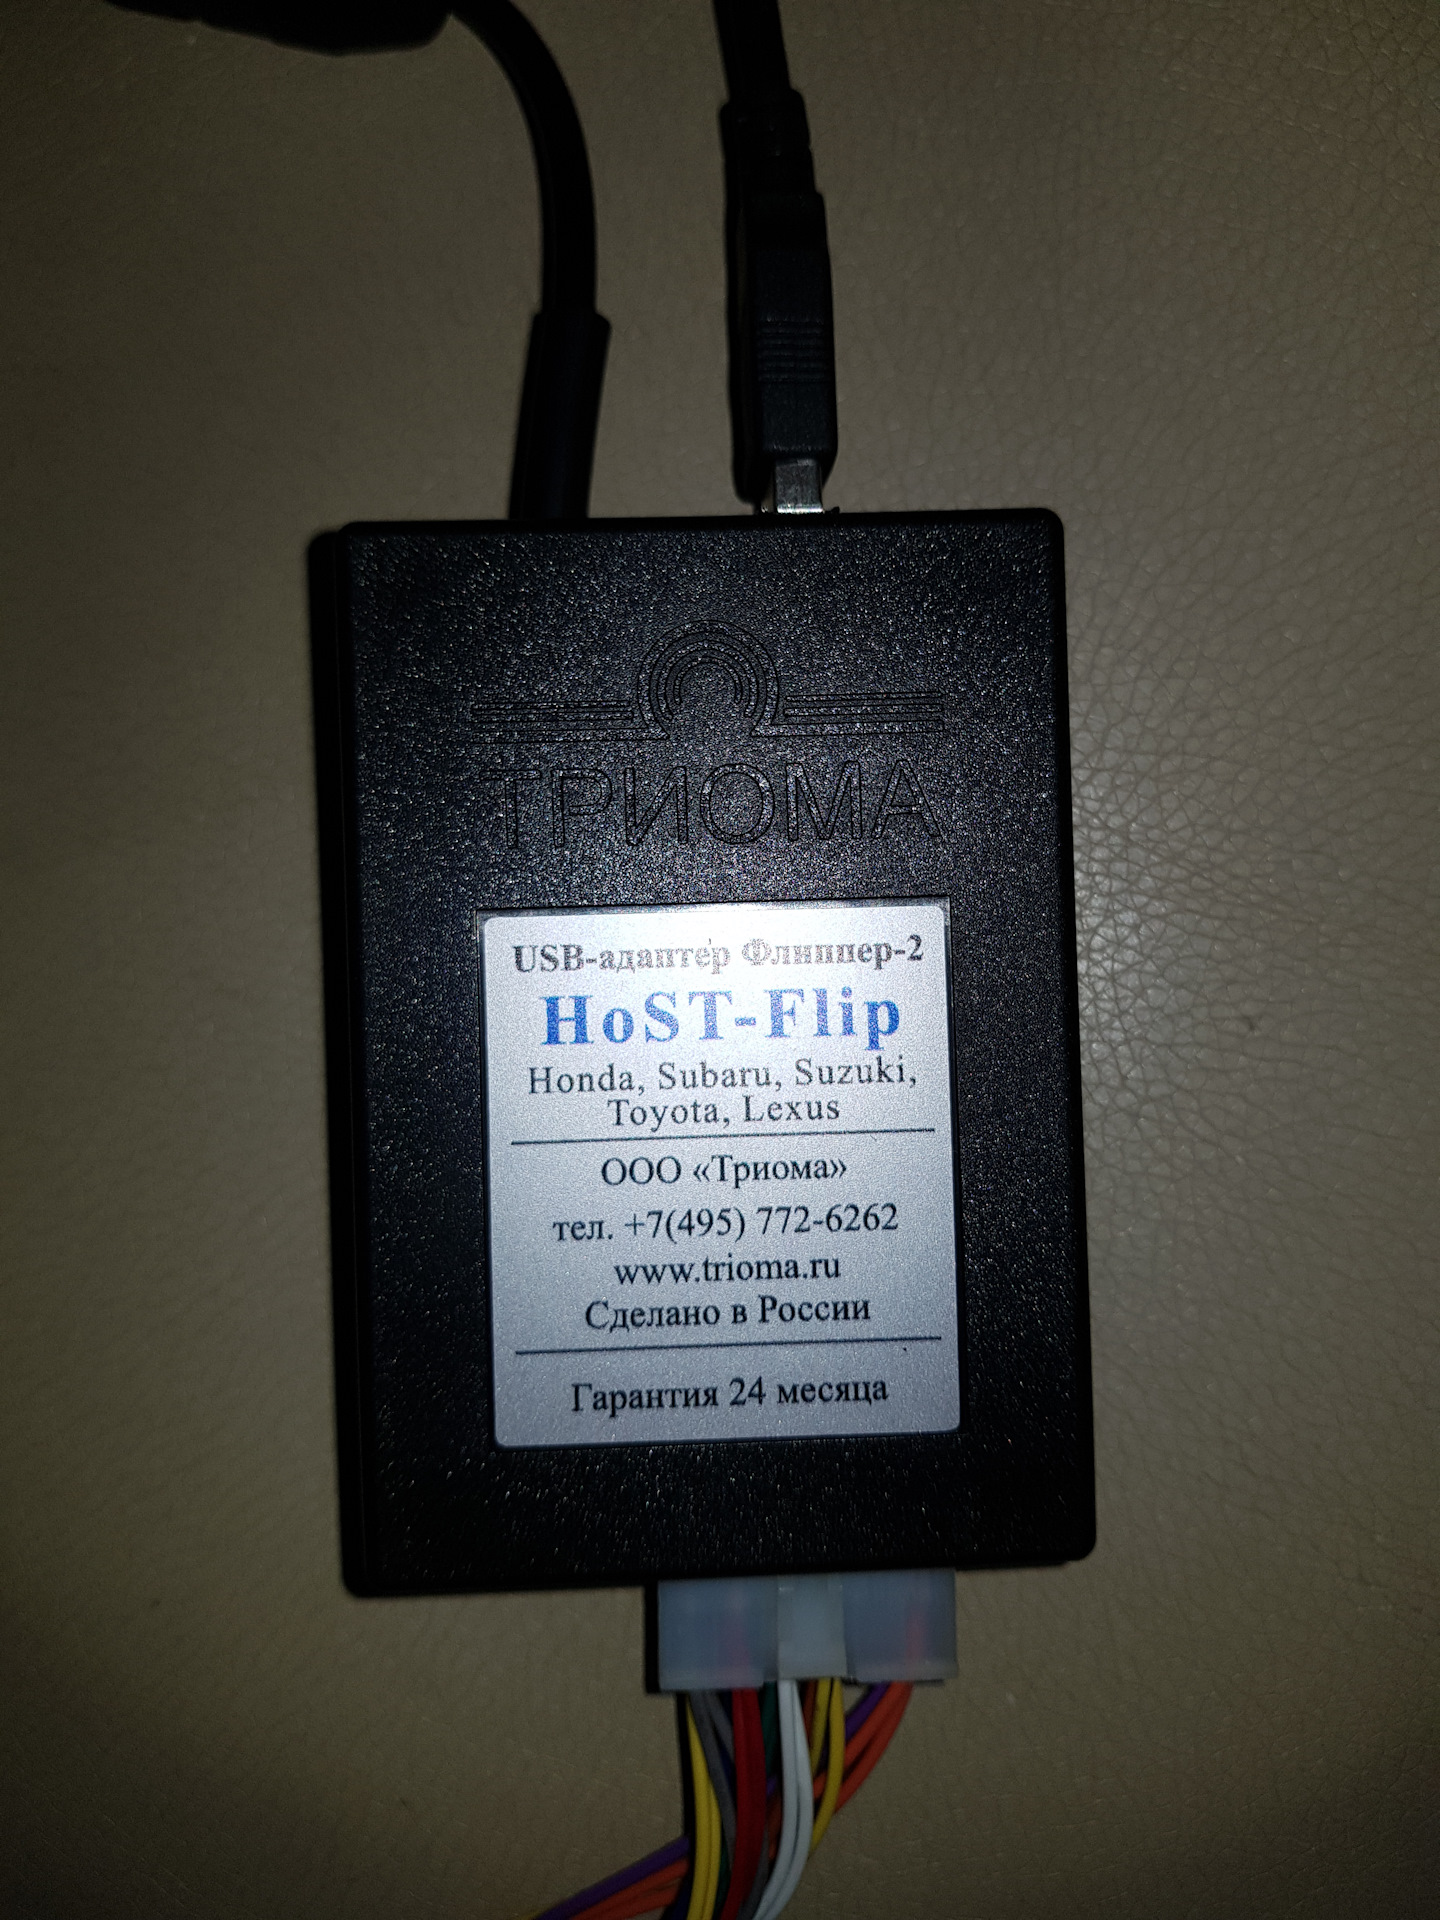 ТРИОМА
USB-адаптер Флиппер-2
HoST-Flip
Honda, Subaru, Suzuki,
Toyota, Lexus
ООО «Триома»
тел. +7(495) 772-6262
www.trioma.ru
Сделано в России
Гарантия 24 месяца